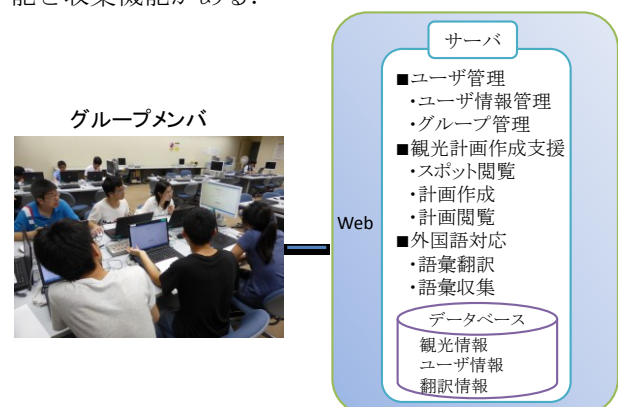 能と収集機能がある.
グループメンバ
Web
サーバ
■ユーザ管理
・ユーザ情報管理
・グループ管理
■観光計画作成支援
・スポット閲覧
・計画作成
・計画閲覧
■外国語対応
・語彙翻訳
・語彙収集
データベース
観光情報
ユーザ情報
翻訳情報